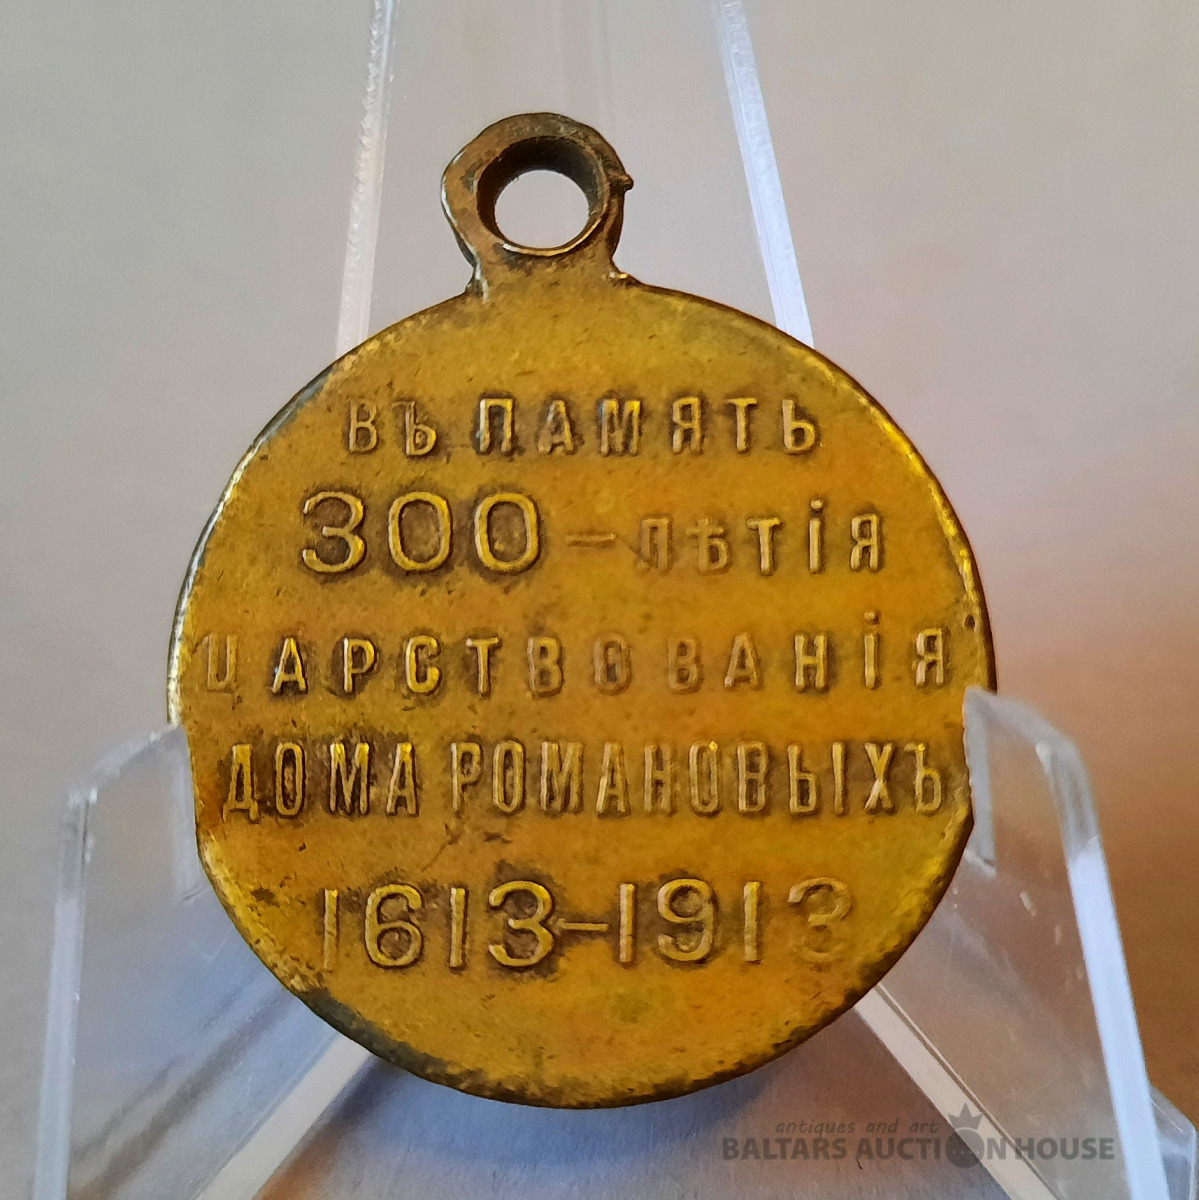 ВЪ ПАМЯТЬ
300-ЛѢТІЯ
ЦАРСТВОВАНІЯ
ДОМА РОМАНОВЫХЪ
1613-1913
antiques and art
BALTARS AUCTION HOUSE